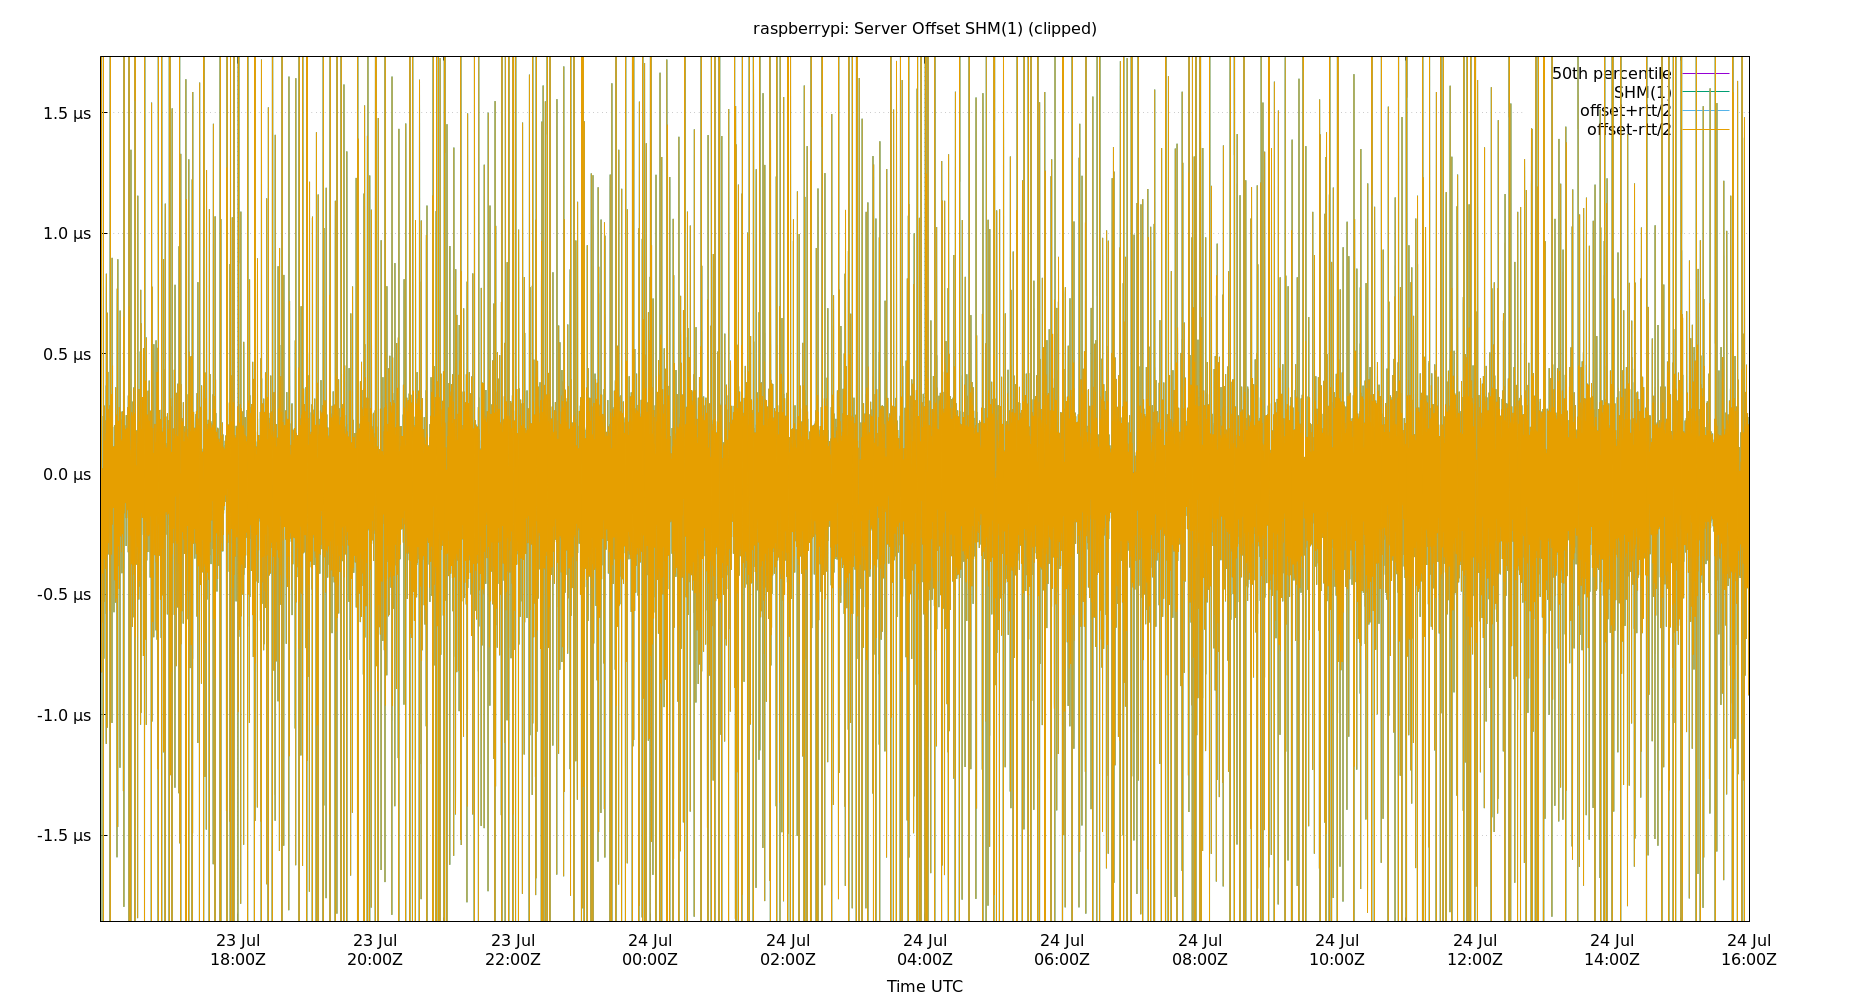 raspberrypi: Server Offset SHM(1) (clipped)
50th percentile
SHM(1)
offset+rtt/2
offset-rtt/2
1.5 µs
1.0 µs
0.5 µs
0.0 µs
-0.5 µs
-1.0 µs
-1.5 µs
23 Jul 23 Jul 23 Jul 24 Jul 24 Jul 24 Jul 24 Jul 24 Jul 24 Jul 24 Jul 24 Jul 24 Jul
18:00Z 20:00Z 22:00Z 00:00Z 02:00Z 04:00Z 06:00Z 08:00Z 10:00Z 12:00Z 14:00Z 16:00Z
Time UTC